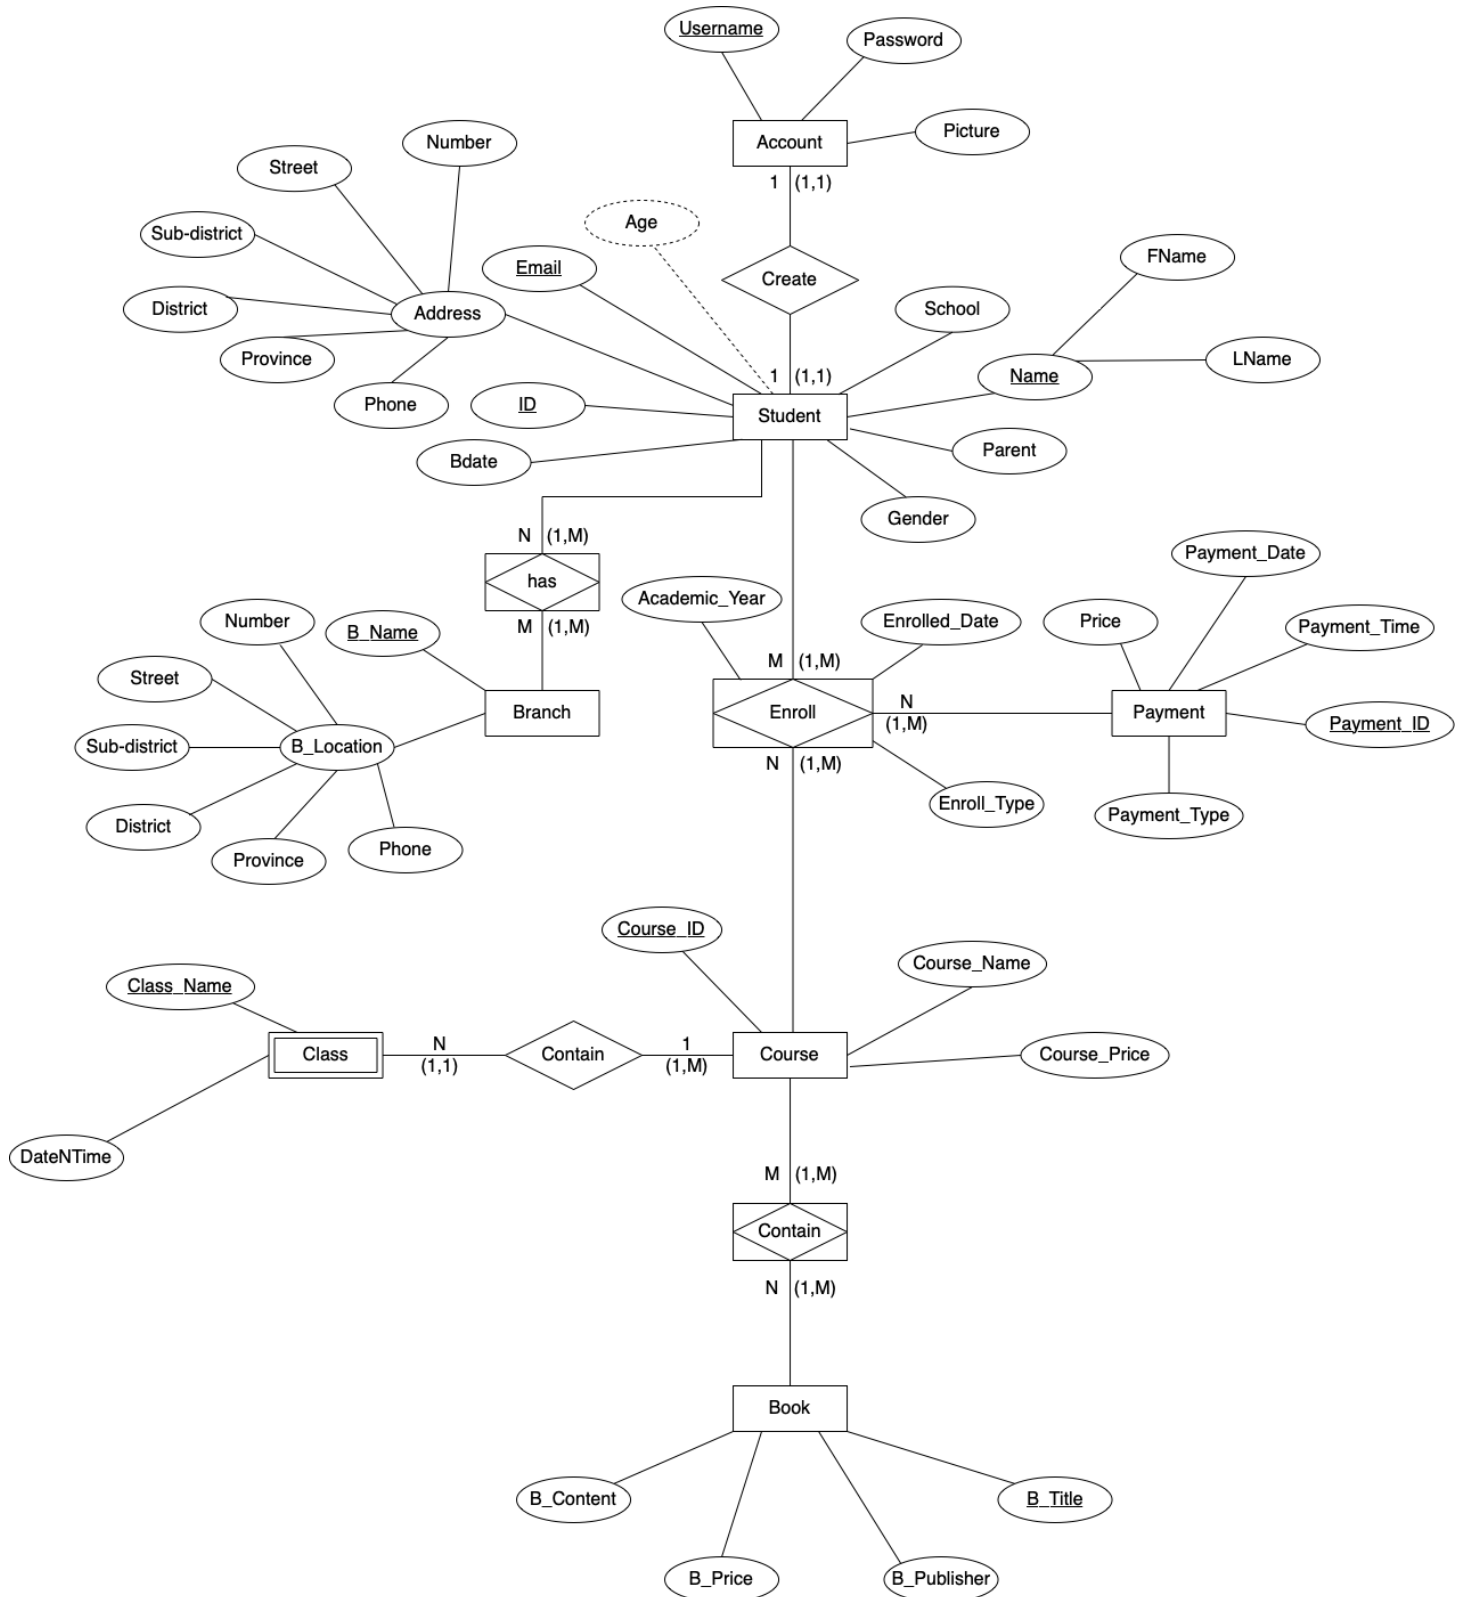 Username
Password
Picture
Account
1 (1,1)
Number
Street
Sub-district
District
Province
Phone
Address
Email
Age
Create
FName
School
LName
Name
1 (1,1)
ID
Student
Bdate
Parent
Gender
N (1,M)
has
M (1,M)
Number
B_Name
Street
Sub-district
B_Location
District
Province
Phone
Branch
Academic_Year
Enrolled_Date
M (1,M)
Enroll
N
(1,M)
N (1,M)
Enroll_Type
Payment_Date
Price
Payment_Time
Payment
Payment_ID
Payment_Type
Course_ID
Course_Name
Class_Name
Class
N
(1,1)
Contain
1
(1,M)
Course
Course_Price
DateNTime
M (1,M)
Contain
N (1,M)
Book
B_Content
B_Title
B_Price
B_Publisher